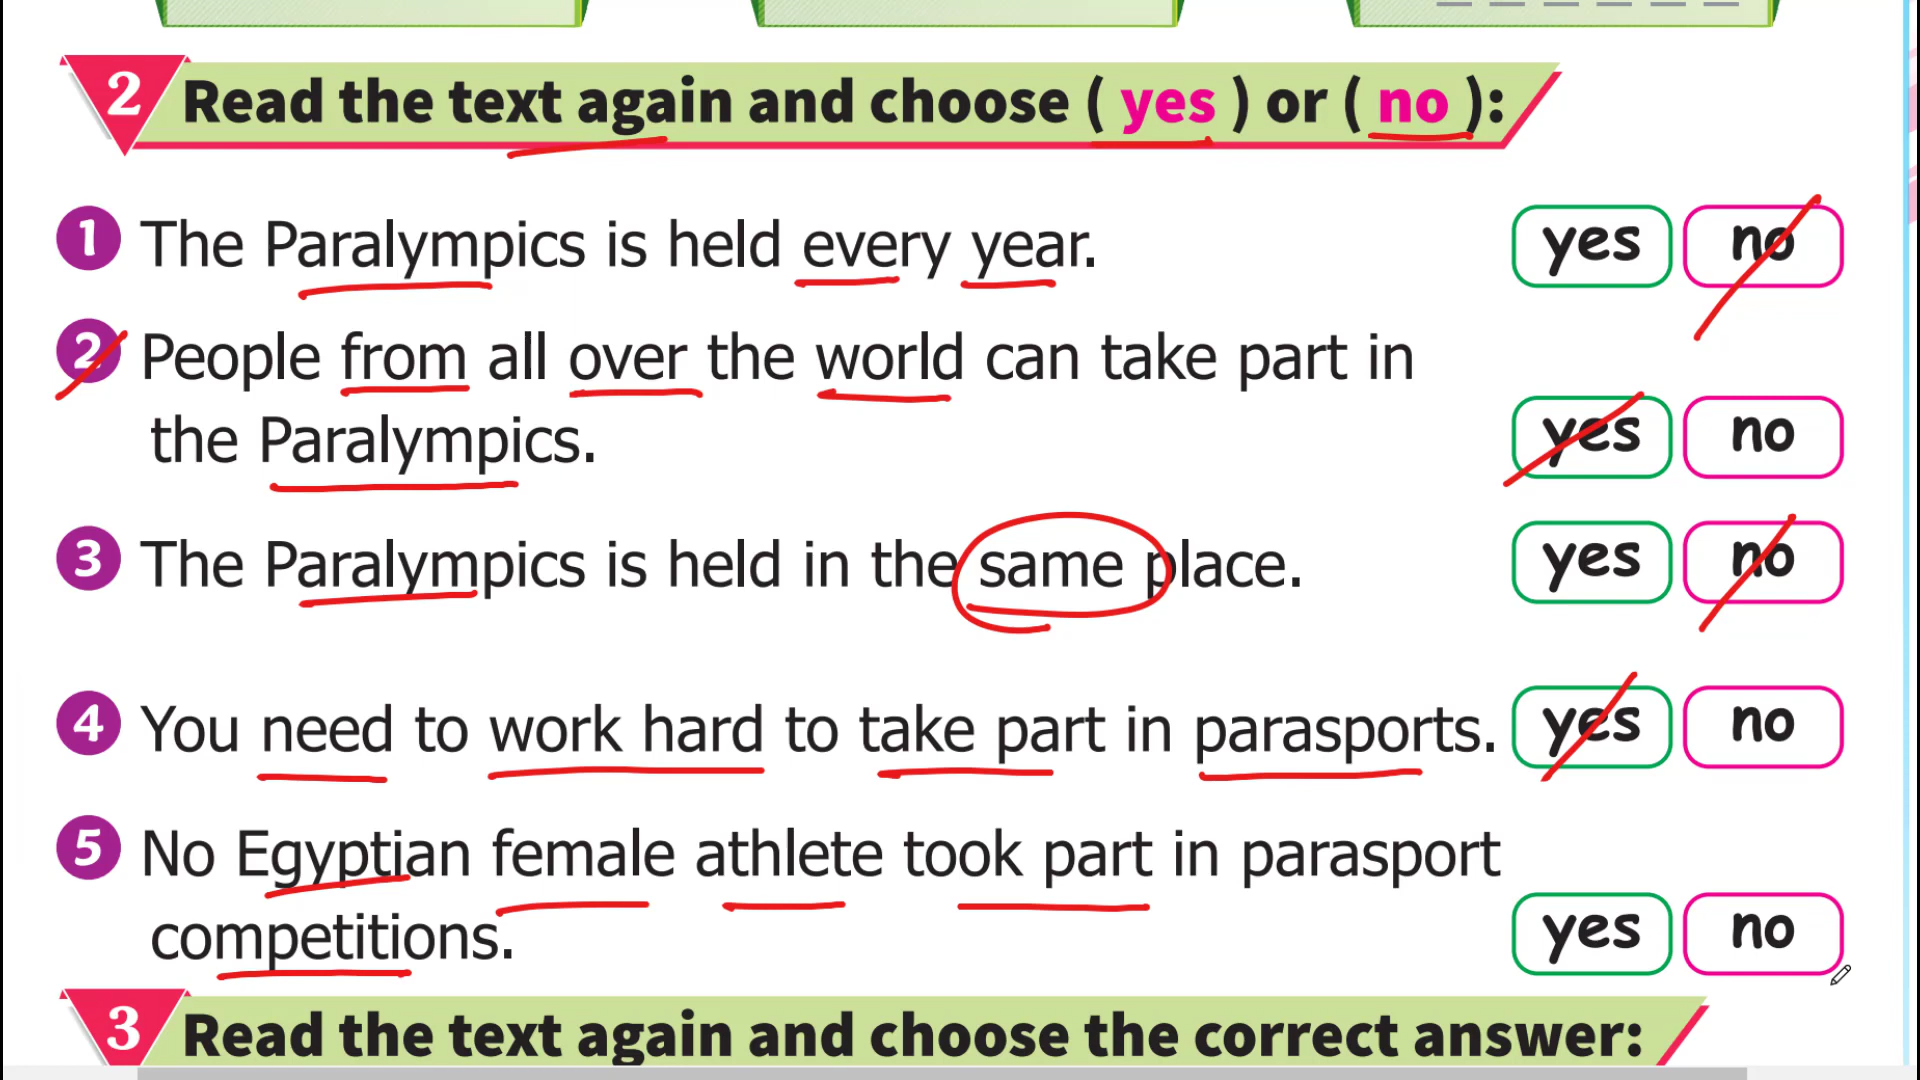 2 Read the text again and choose ( yes ) or ( no ):
1 The Paralympics is held every year. yes no
2 People from all over the world can take part in
the Paralympics. yes no
3 The Paralympics is held in the same place. yes no
4 You need to work hard to take part in parasports. yes no
5 No Egyptian female athlete took part in parasport
competitions. yes no
3 Read the text again and choose the correct answer: